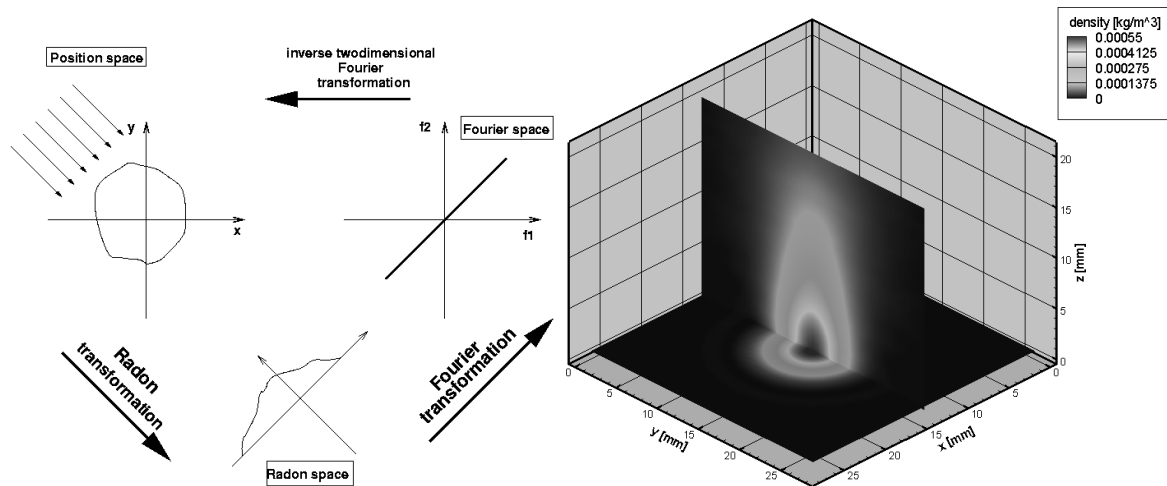 Position space
inverse twodimensional
Fourier
transformation
y
x
f2
Fourier space
f1
Radon
transformation
Radon space
Fourier
transformation
density [kg/m^3]
0.00055
0.0004125
0.000275
0.0001375
0
20
15
10
5
0
z [mm]
0
5
10
15
20
25
y [mm]
0
5
10
15
20
25
x [mm]